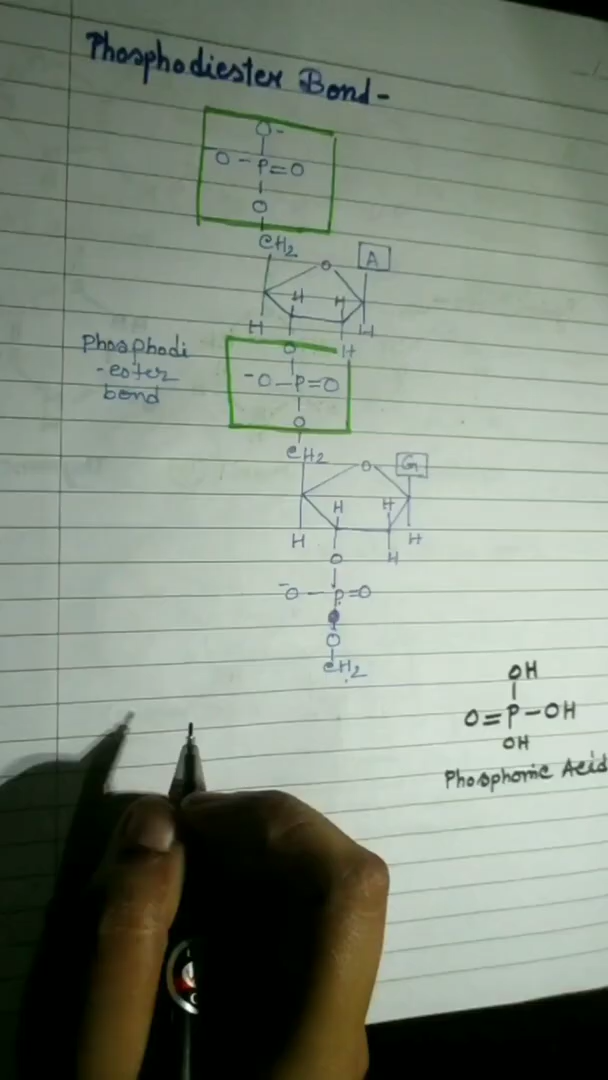 Phosphodiester Bond-
O-
O-P=O
O
CH2
O
A
H
H
H
H
H
Phosphodi
-ester
bond
O
-O-P=O
O
CH2
O
G
H
H
H
H
H
O
-O-P=O
O
CH2
OH
O=P-OH
OH
Phosphoric Acid